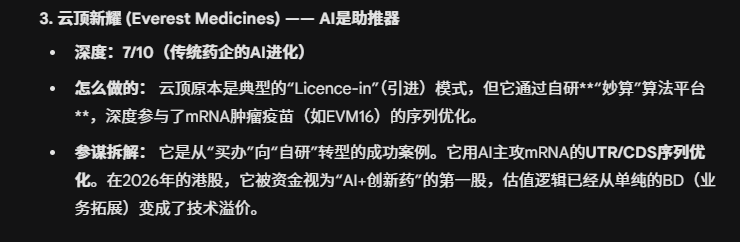 3. 云顶新耀 (Everest Medicines) —— AI是助推器
• 深度：7/10（传统药企的AI进化）
• 怎么做的： 云顶原本是典型的“Licence-in”（引进）模式，但它通过自研**“妙算”算法平台
**，深度参与了mRNA肿瘤疫苗（如EVM16）的序列优化。
• 参谋拆解： 它是从“买办”向“自研”转型的成功案例。它用AI主攻mRNA的UTR/CDS序列优
化。在2026年的港股，它被资金视为“AI+创新药”的第一股，估值逻辑已经从单纯的BD（业
务拓展）变成了技术溢价。